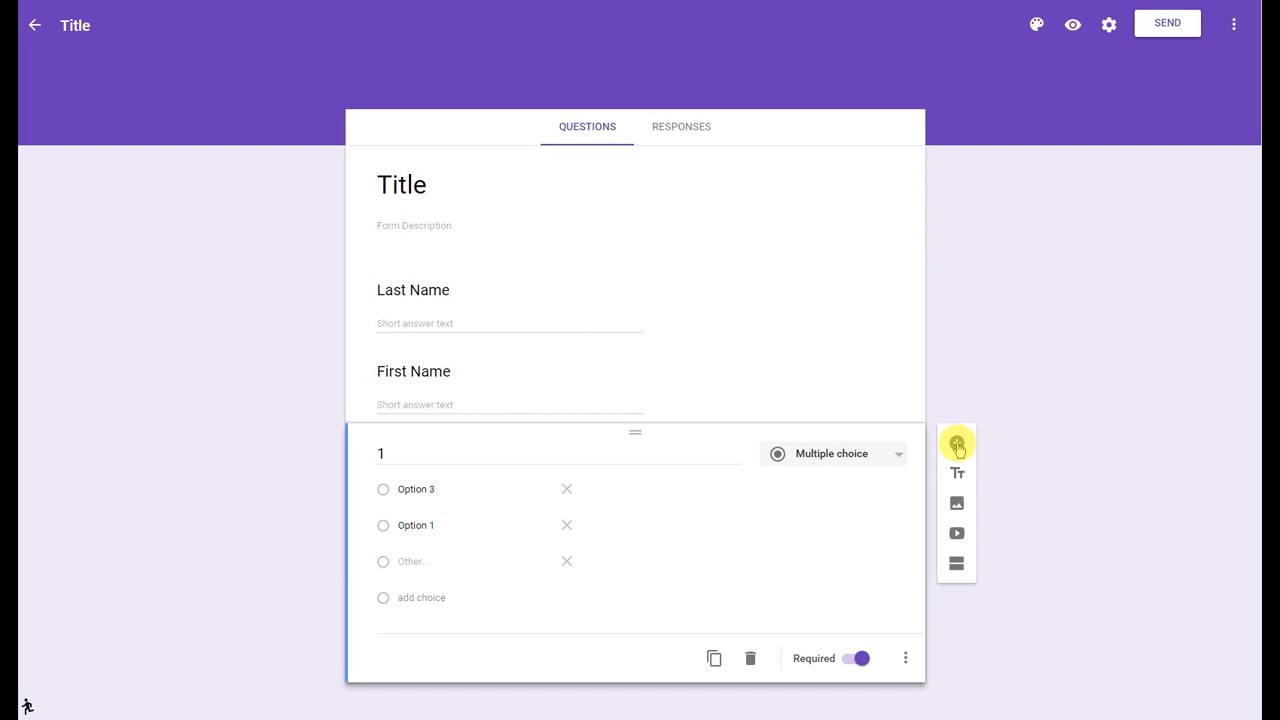 Title
SEND
QUESTIONS RESPONSES
Title
Form Description
Last Name
Short answer text
First Name
Short answer text
1
Multiple choice
Option 3
Option 1
Other...
add choice
Required
Tt